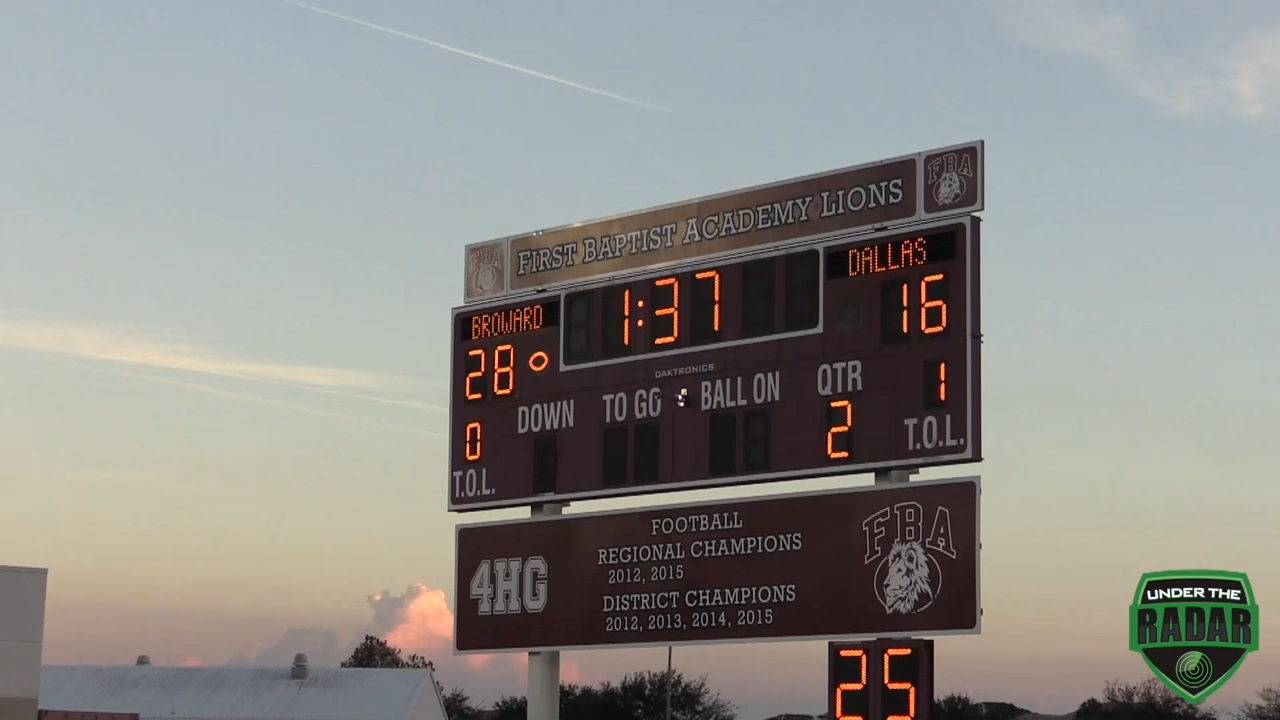 FBA FIRST BAPTIST ACADEMY LIONS FBA
BROWARD 1:37 DALLAS
28 16
DAKTRONICS
DOWN TO GO BALL ON QTR 1
0 2
T.O.L. T.O.L.
FOOTBALL
REGIONAL CHAMPIONS
2012, 2015
DISTRICT CHAMPIONS
2012, 2013, 2014, 2015
4HG
FBA
25
UNDER THE
RADAR